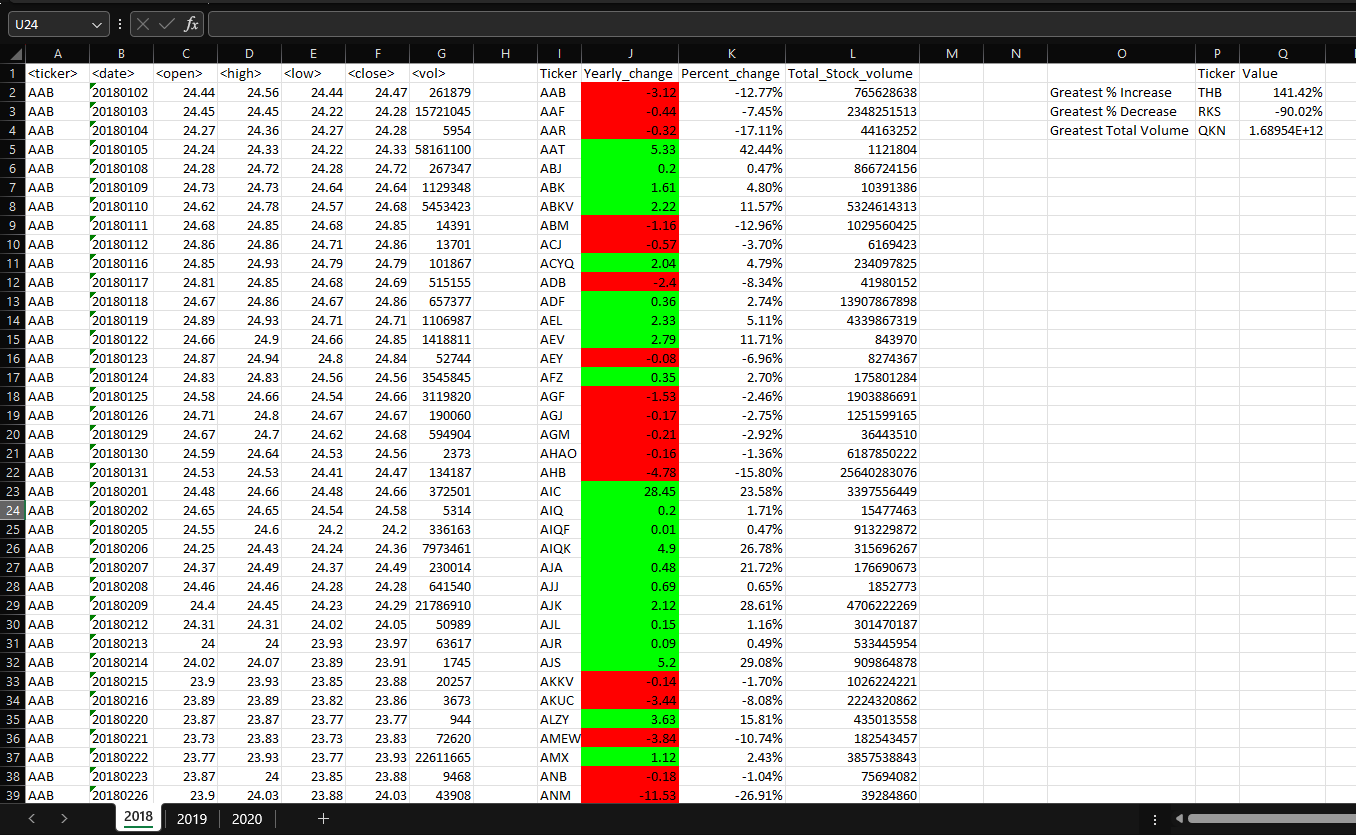 U24 fx
A B C D E F G H I J K L M N O P Q
1 <ticker> <date> <open> <high> <low> <close> <vol> Ticker Yearly_change Percent_change Total_Stock_volume Ticker Value
2 AAB 20180102 24.44 24.56 24.44 24.47 261879 AAB -3.12 -12.77% 765628638 Greatest % Increase THB 141.42%
3 AAB 20180103 24.45 24.45 24.22 24.28 15721045 AAF -0.44 -7.45% 2348251513 Greatest % Decrease RKS -90.02%
4 AAB 20180104 24.27 24.36 24.27 24.28 5954 AAR -0.32 -17.11% 44163252 Greatest Total Volume QKN 1.68954E+12
5 AAB 20180105 24.24 24.33 24.22 24.33 58161100 AAT 5.33 42.44% 1121804
6 AAB 20180108 24.28 24.72 24.28 24.72 267347 ABJ 0.2 0.47% 866724156
7 AAB 20180109 24.73 24.73 24.64 24.64 1129348 ABK 1.61 4.80% 10391386
8 AAB 20180110 24.62 24.78 24.57 24.68 5453423 ABKV 2.22 11.57% 5324614313
9 AAB 20180111 24.68 24.85 24.68 24.85 14391 ABM -1.16 -12.96% 1029560425
10 AAB 20180112 24.86 24.86 24.71 24.86 13701 ACJ -0.57 -3.70% 6169423
11 AAB 20180116 24.85 24.93 24.79 24.79 101867 ACYQ 2.04 4.79% 234097825
12 AAB 20180117 24.81 24.85 24.68 24.69 515155 ADB -2.4 -8.34% 41980152
13 AAB 20180118 24.67 24.86 24.67 24.86 657377 ADF 0.36 2.74% 13907867898
14 AAB 20180119 24.89 24.93 24.71 24.71 1106987 AEL 2.33 5.11% 4339867319
15 AAB 20180122 24.66 24.9 24.66 24.85 1418811 AEV 2.79 11.71% 843970
16 AAB 20180123 24.87 24.94 24.8 24.84 52744 AEY -0.08 -6.96% 8274367
17 AAB 20180124 24.83 24.83 24.56 24.56 3545845 AFZ 0.35 2.70% 175801284
18 AAB 20180125 24.58 24.66 24.54 24.66 3119820 AGF -1.53 -2.46% 1903886691
19 AAB 20180126 24.71 24.8 24.67 24.67 190060 AGJ -0.17 -2.75% 1251599165
20 AAB 20180129 24.67 24.7 24.62 24.68 594904 AGM -0.21 -2.92% 36443510
21 AAB 20180130 24.59 24.64 24.53 24.56 2373 AHAO -0.16 -1.36% 6187850222
22 AAB 20180131 24.53 24.53 24.41 24.47 134187 AHB -4.78 -15.80% 25640283076
23 AAB 20180201 24.48 24.66 24.48 24.66 372501 AIC 28.45 23.58% 3397556449
24 AAB 20180202 24.65 24.65 24.54 24.58 5314 AIQ 0.2 1.71% 15477463
25 AAB 20180205 24.55 24.6 24.2 24.2 336163 AIQF 0.01 0.47% 913229872
26 AAB 20180206 24.25 24.43 24.24 24.36 7973461 AIQK 4.9 26.78% 315696267
27 AAB 20180207 24.37 24.49 24.37 24.49 230014 AJA 0.48 21.72% 176690673
28 AAB 20180208 24.46 24.46 24.28 24.28 641540 AJJ 0.69 0.65% 1852773
29 AAB 20180209 24.4 24.45 24.23 24.29 21786910 AJK 2.12 28.61% 4706222269
30 AAB 20180212 24.31 24.31 24.02 24.05 50989 AJL 0.15 1.16% 301470187
31 AAB 20180213 24 24 23.93 23.97 63617 AJR 0.09 0.49% 533445954
32 AAB 20180214 24.02 24.07 23.89 23.91 1745 AJS 5.2 29.08% 909864878
33 AAB 20180215 23.9 23.93 23.85 23.88 20257 AKKV -0.14 -1.70% 1026224221
34 AAB 20180216 23.89 23.89 23.82 23.86 3673 AKUC -3.44 -8.08% 2224320862
35 AAB 20180220 23.87 23.87 23.77 23.77 944 ALZY 3.63 15.81% 435013558
36 AAB 20180221 23.73 23.83 23.73 23.83 72620 AMEW -3.84 -10.74% 182543457
37 AAB 20180222 23.77 23.93 23.77 23.93 22611665 AMX 1.12 2.43% 3857538843
38 AAB 20180223 23.87 24 23.85 23.88 9468 ANB -0.18 -1.04% 75694082
39 AAB 20180226 23.9 24.03 23.88 24.03 43908 ANM -11.53 -26.91% 39284860
2018 2019 2020 +